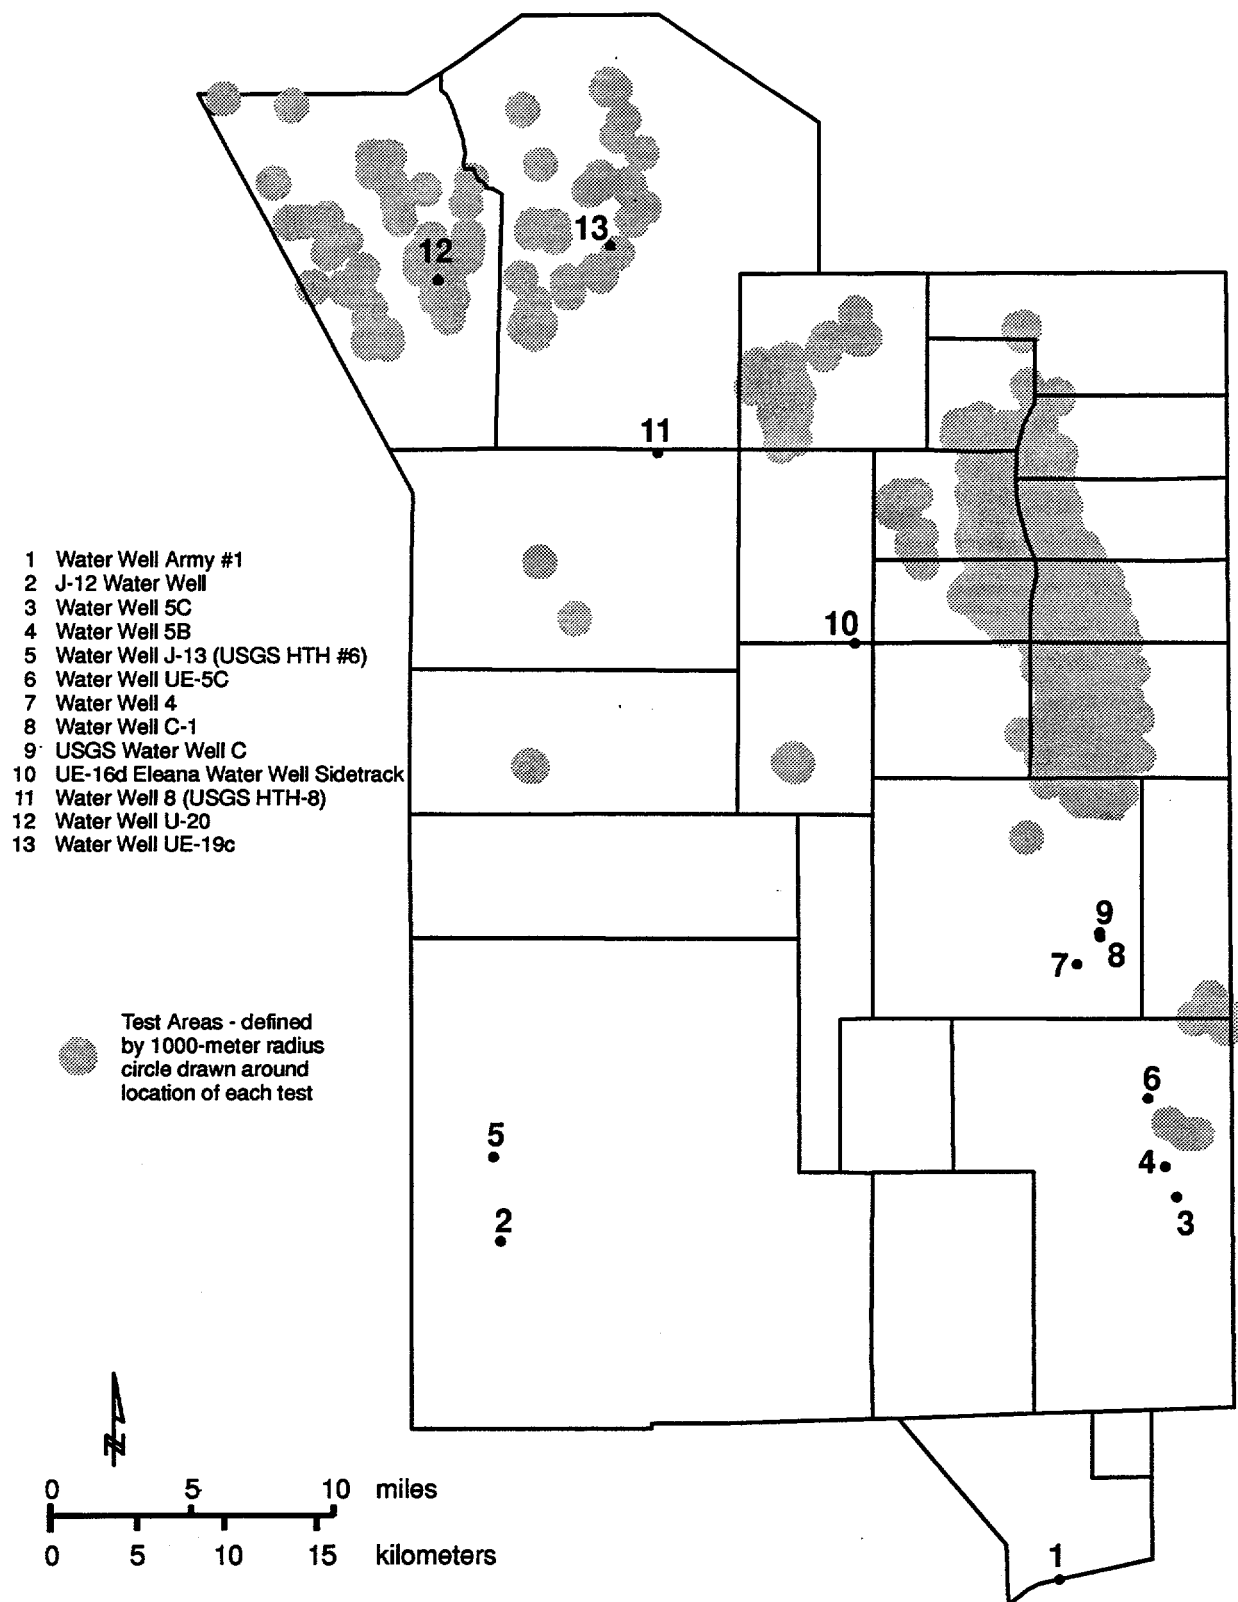 13
12
11
1 Water Well Army #1
2 J-12 Water Well
3 Water Well 5C
4 Water Well 5B
5 Water Well J-13 (USGS HTH #6)
6 Water Well UE-5C
7 Water Well 4
8 Water Well C-1
9 USGS Water Well C
10 UE-16d Eleana Water Well Sidetrack
11 Water Well 8 (USGS HTH-8)
12 Water Well U-20
13 Water Well UE-19c
10
9
8
7
Test Areas - defined
by 1000-meter radius
circle drawn around
location of each test
6
5
4
3
2
N
0 5 10 miles
0 5 10 15 kilometers
1